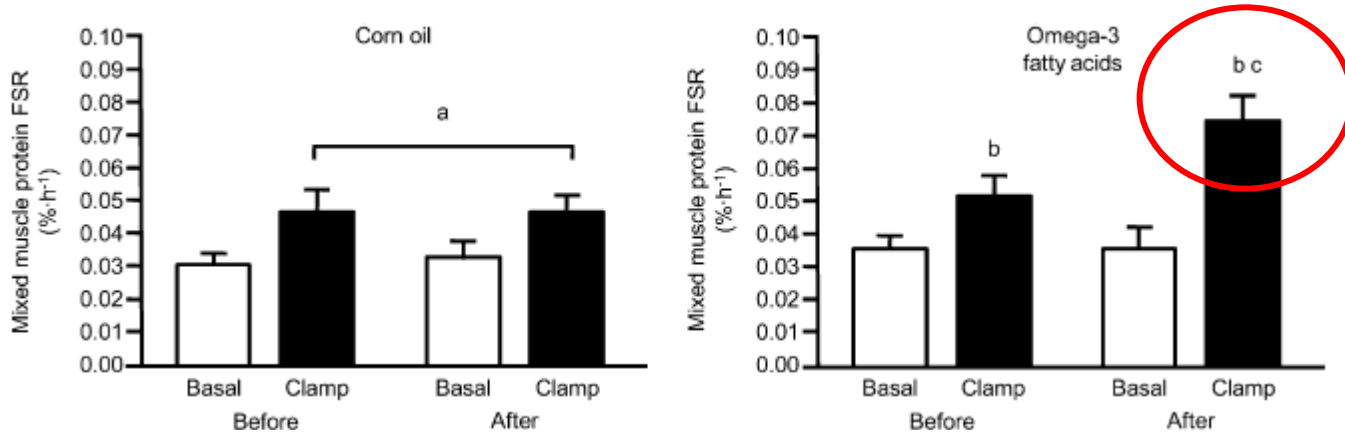 Corn oil
Mixed muscle protein FSR
(%·h⁻¹)
0.10
0.09
0.08
0.07
0.06
0.05
0.04
0.03
0.02
0.01
0.00
a
Basal Clamp Basal Clamp
Before After
Omega-3
fatty acids
Mixed muscle protein FSR
(%·h⁻¹)
0.10
0.09
0.08
0.07
0.06
0.05
0.04
0.03
0.02
0.01
0.00
b
b c
Basal Clamp Basal Clamp
Before After